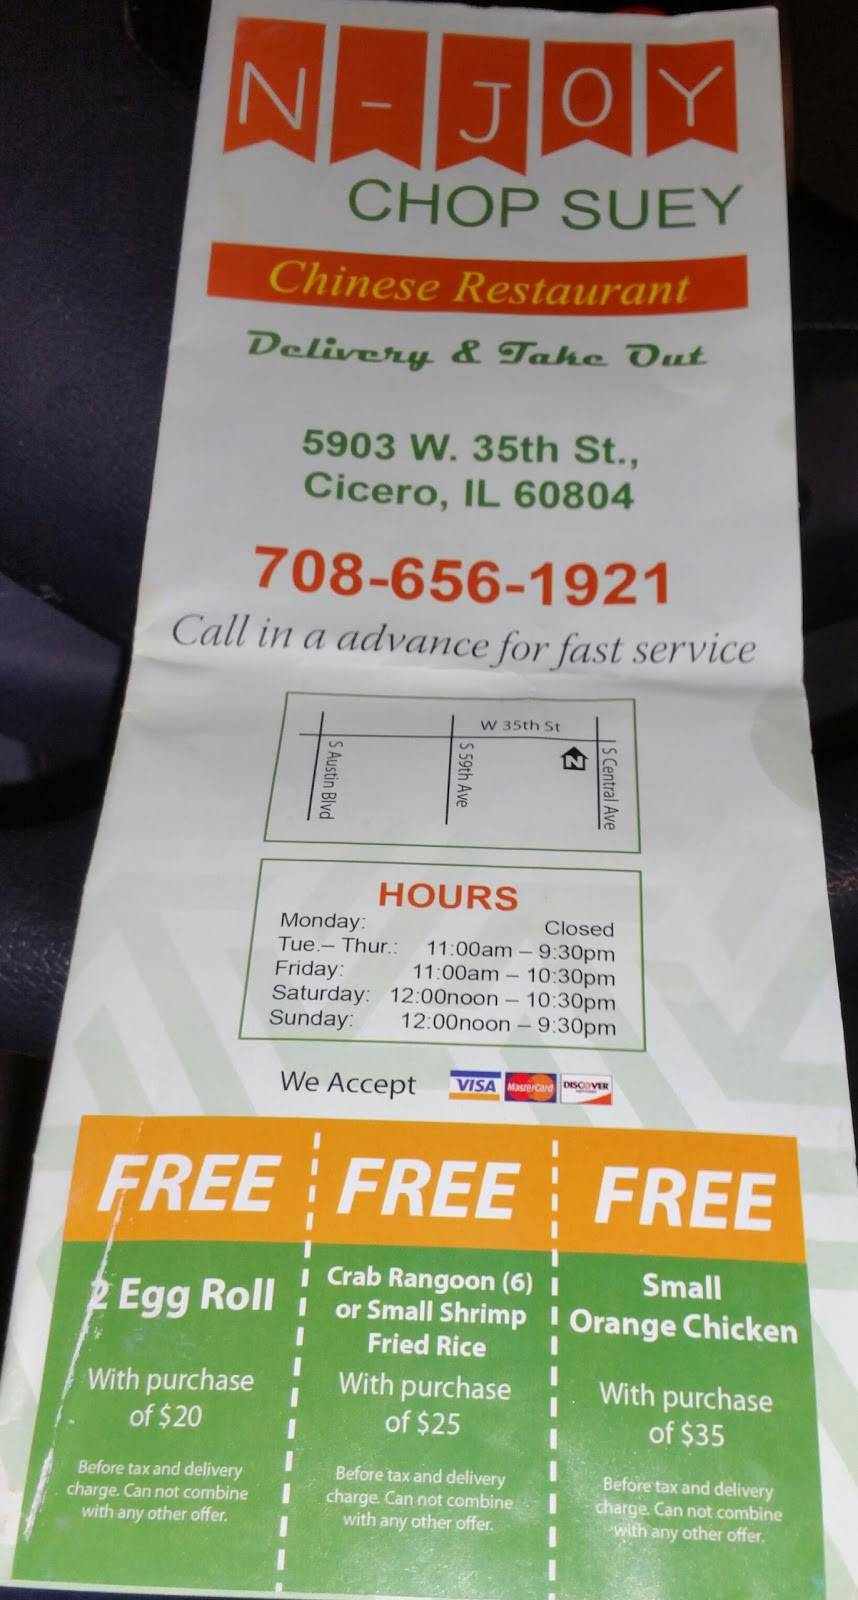 N-JOY
CHOP SUEY
Chinese Restaurant
Delivery & Take Out
5903 W. 35th St.,
Cicero, IL 60804
708-656-1921
Call in a advance for fast service
W 35th St
S Austin Blvd
S 59th Ave
N
S Central Ave
HOURS
Monday: Closed
Tue.– Thur.: 11:00am – 9:30pm
Friday: 11:00am – 10:30pm
Saturday: 12:00noon – 10:30pm
Sunday: 12:00noon – 9:30pm
We Accept VISA MasterCard DISCOVER
FREE
2 Egg Roll
With purchase
of $20
Before tax and delivery
charge. Can not combine
with any other offer.
FREE
Crab Rangoon (6)
or Small Shrimp
Fried Rice
With purchase
of $25
Before tax and delivery
charge. Can not combine
with any other offer.
FREE
Small
Orange Chicken
With purchase
of $35
Before tax and delivery
charge. Can not combine
with any other offer.